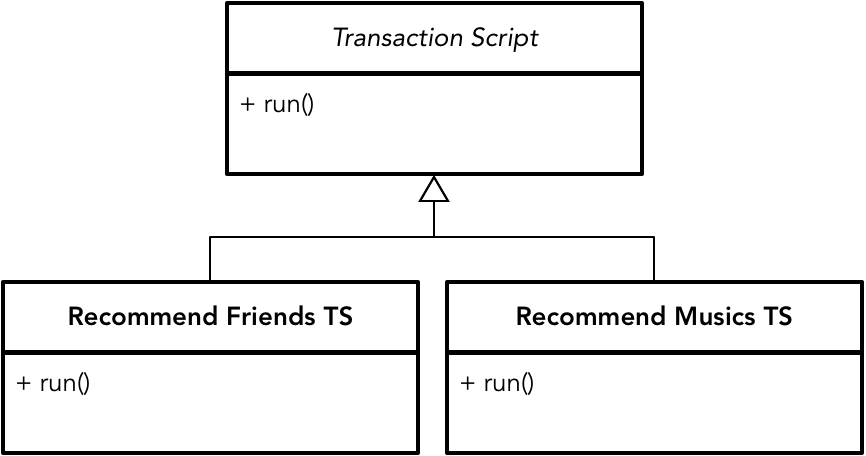 Transaction Script
+ run()
Recommend Friends TS
+ run()
Recommend Musics TS
+ run()